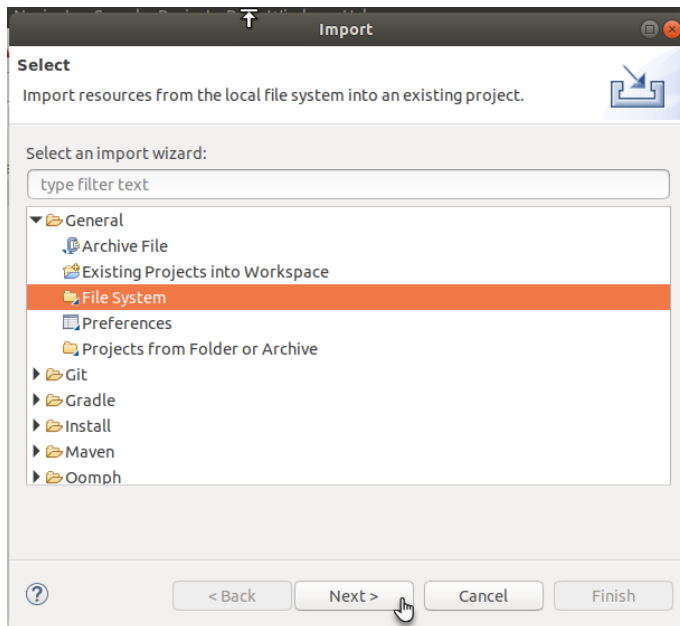 Import
Select
Import resources from the local file system into an existing project.
Select an import wizard:
type filter text
General
Archive File
Existing Projects into Workspace
File System
Preferences
Projects from Folder or Archive
Git
Gradle
Install
Maven
Oomph
< Back Next > Cancel Finish